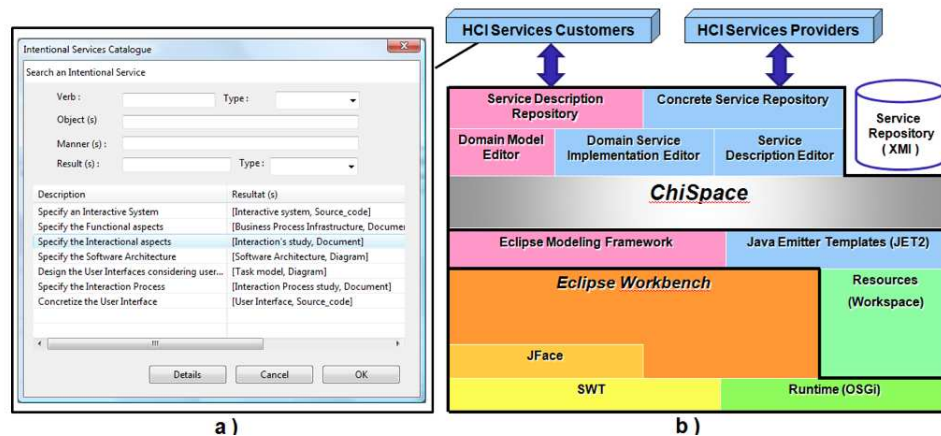 Intentional Services Catalogue
Search an Intentional Service
Verb :
Type :
Object (s)
Manner (s) :
Result (s) :
Type :
Description Resultat (s)
Specify an Interactive System [Interactive system, Source_code]
Specify the Functional aspects [Business Process Infrastructure, Documen
Specify the Interactional aspects [Interaction's study, Document]
Specify the Software Architecture [Software Architecture, Diagram]
Design the User Interfaces considering user... [Task model, Diagram]
Specify the Interaction Process [Interaction Process study, Document]
Concretize the User Interface [User Interface, Source_code]
Details Cancel OK
a )
HCI Services Customers
HCI Services Providers
Service Description
Repository
Concrete Service Repository
Domain Model
Editor
Domain Service
Implementation Editor
Service
Description Editor
Service
Repository
( XMI )
ChiSpace
Eclipse Modeling Framework
Java Emitter Templates (JET2)
Eclipse Workbench
Resources
(Workspace)
JFace
SWT
Runtime (OSGi)
b )